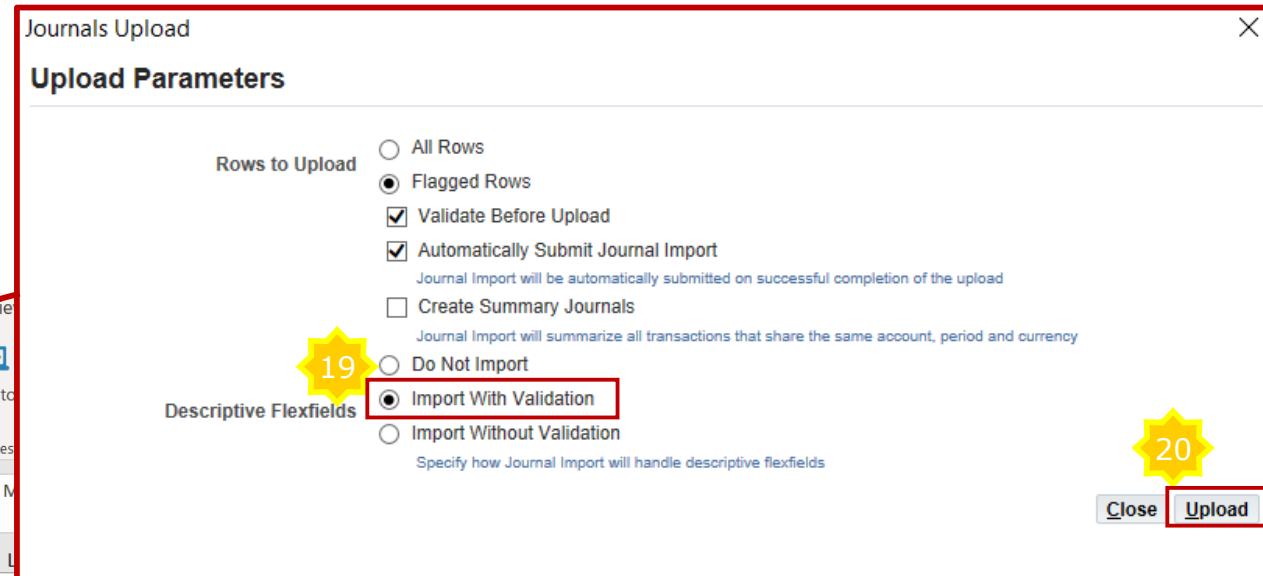 Journals Upload
Upload Parameters
Rows to Upload
All Rows
Flagged Rows
Validate Before Upload
Automatically Submit Journal Import
Journal Import will be automatically submitted on successful completion of the upload
Create Summary Journals
Journal Import will summarize all transactions that share the same account, period and currency
19
Do Not Import
Descriptive Flexfields
Import With Validation
Import Without Validation
Specify how Journal Import will handle descriptive flexfields
20
Close Upload